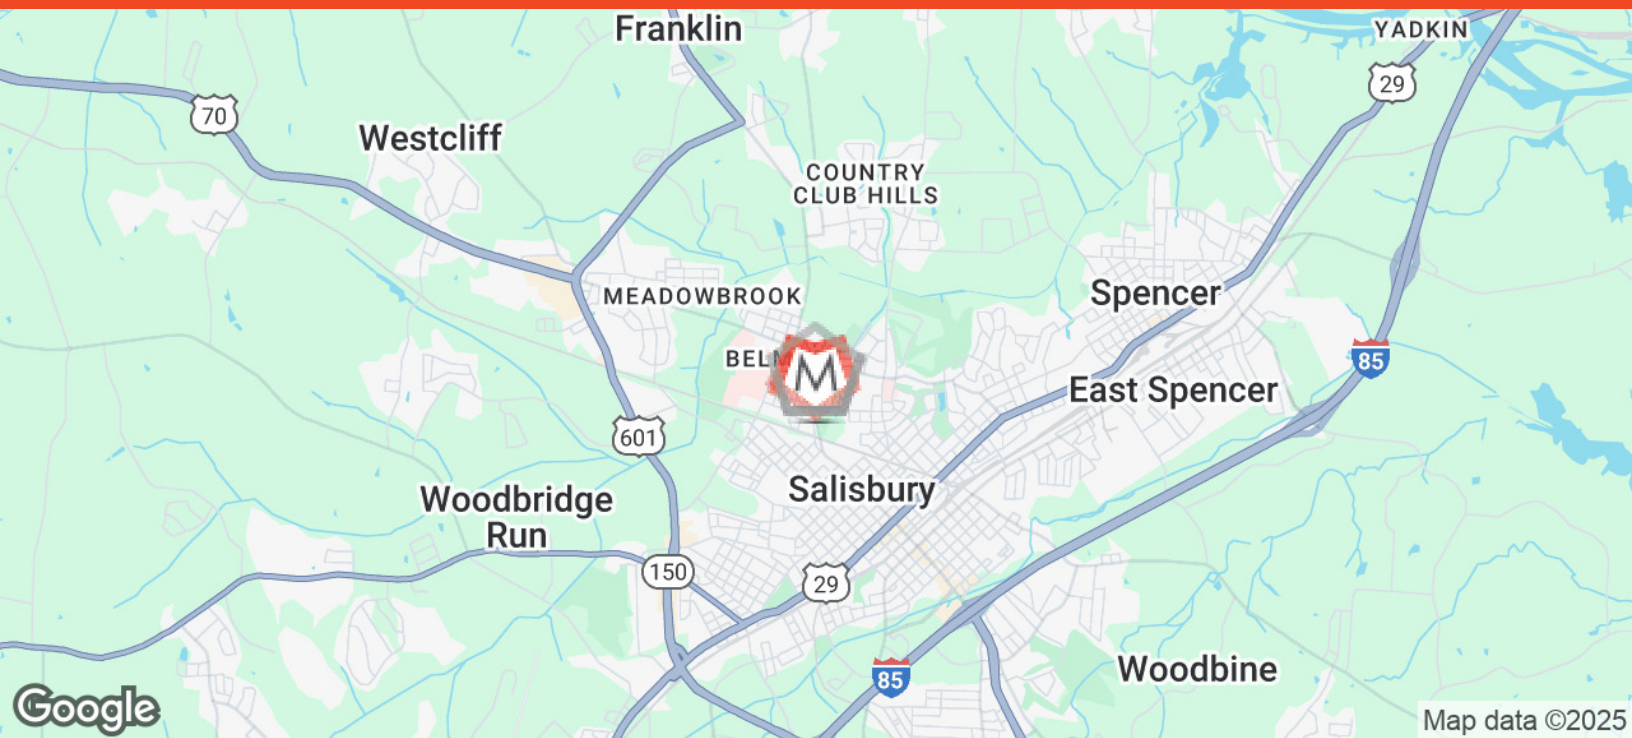 Franklin
YADKIN
29
70
Westcliff
COUNTRY
CLUB HILLS
Spencer
MEADOWBROOK
85
M
East Spencer
601
Salisbury
Woodbridge
Run
150
29
Woodbine
85
Google
Map data ©2025